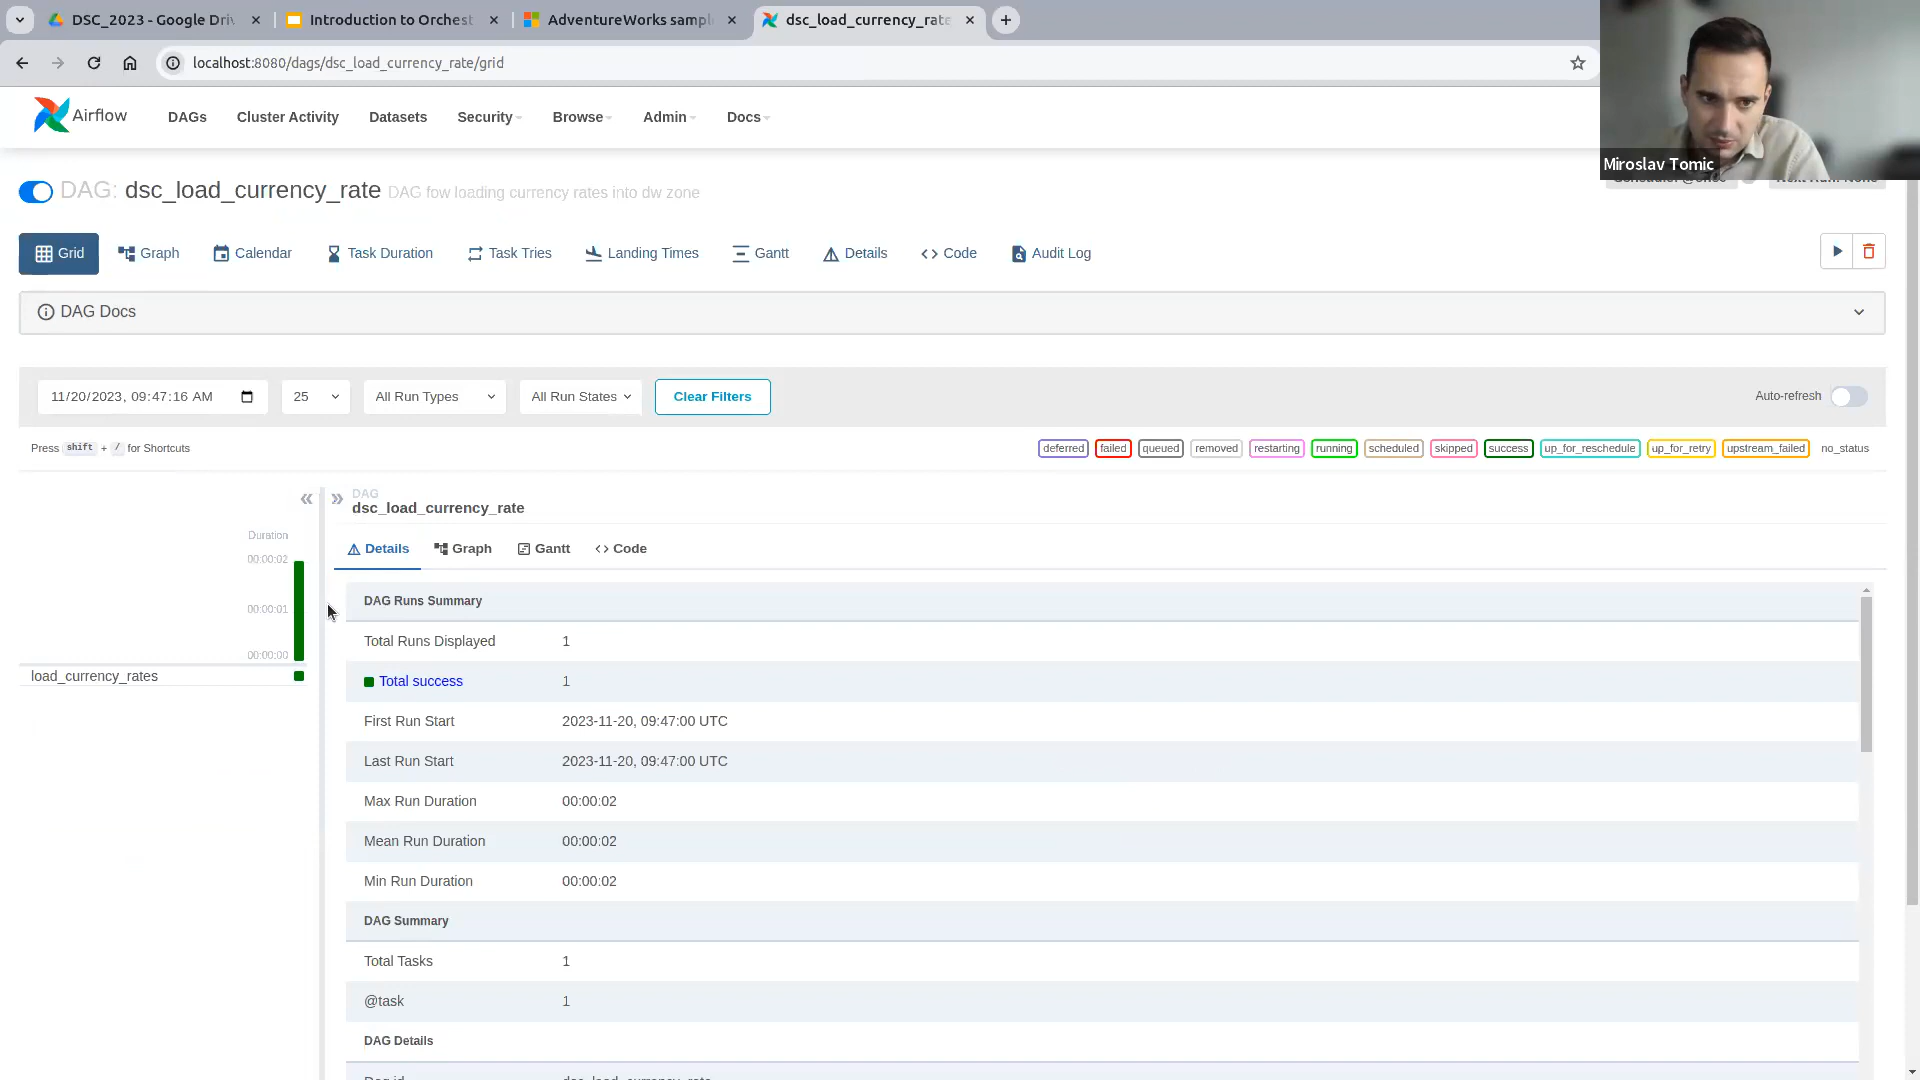 DSC_2023 - Google Driv
Introduction to Orchest
AdventureWorks sampl
dsc_load_currency_rate
localhost:8080/dags/dsc_load_currency_rate/grid
Airflow
DAGs
Cluster Activity
Datasets
Security
Browse
Admin
Docs
Miroslav Tomic
DAG: dsc_load_currency_rate DAG fow loading currency rates into dw zone
Grid
Graph
Calendar
Task Duration
Task Tries
Landing Times
Gantt
Details
<> Code
Audit Log
DAG Docs
11/20/2023, 09:47:16 AM
25
All Run Types
All Run States
Clear Filters
Auto-refresh
Press shift + / for Shortcuts
deferred
failed
queued
removed
restarting
running
scheduled
skipped
success
up_for_reschedule
up_for_retry
upstream_failed
no_status
DAG
dsc_load_currency_rate
Duration
00:00:02
00:00:01
00:00:00
load_currency_rates
Details
Graph
Gantt
<> Code
DAG Runs Summary
Total Runs Displayed 1
Total success 1
First Run Start 2023-11-20, 09:47:00 UTC
Last Run Start 2023-11-20, 09:47:00 UTC
Max Run Duration 00:00:02
Mean Run Duration 00:00:02
Min Run Duration 00:00:02
DAG Summary
Total Tasks 1
@task 1
DAG Details